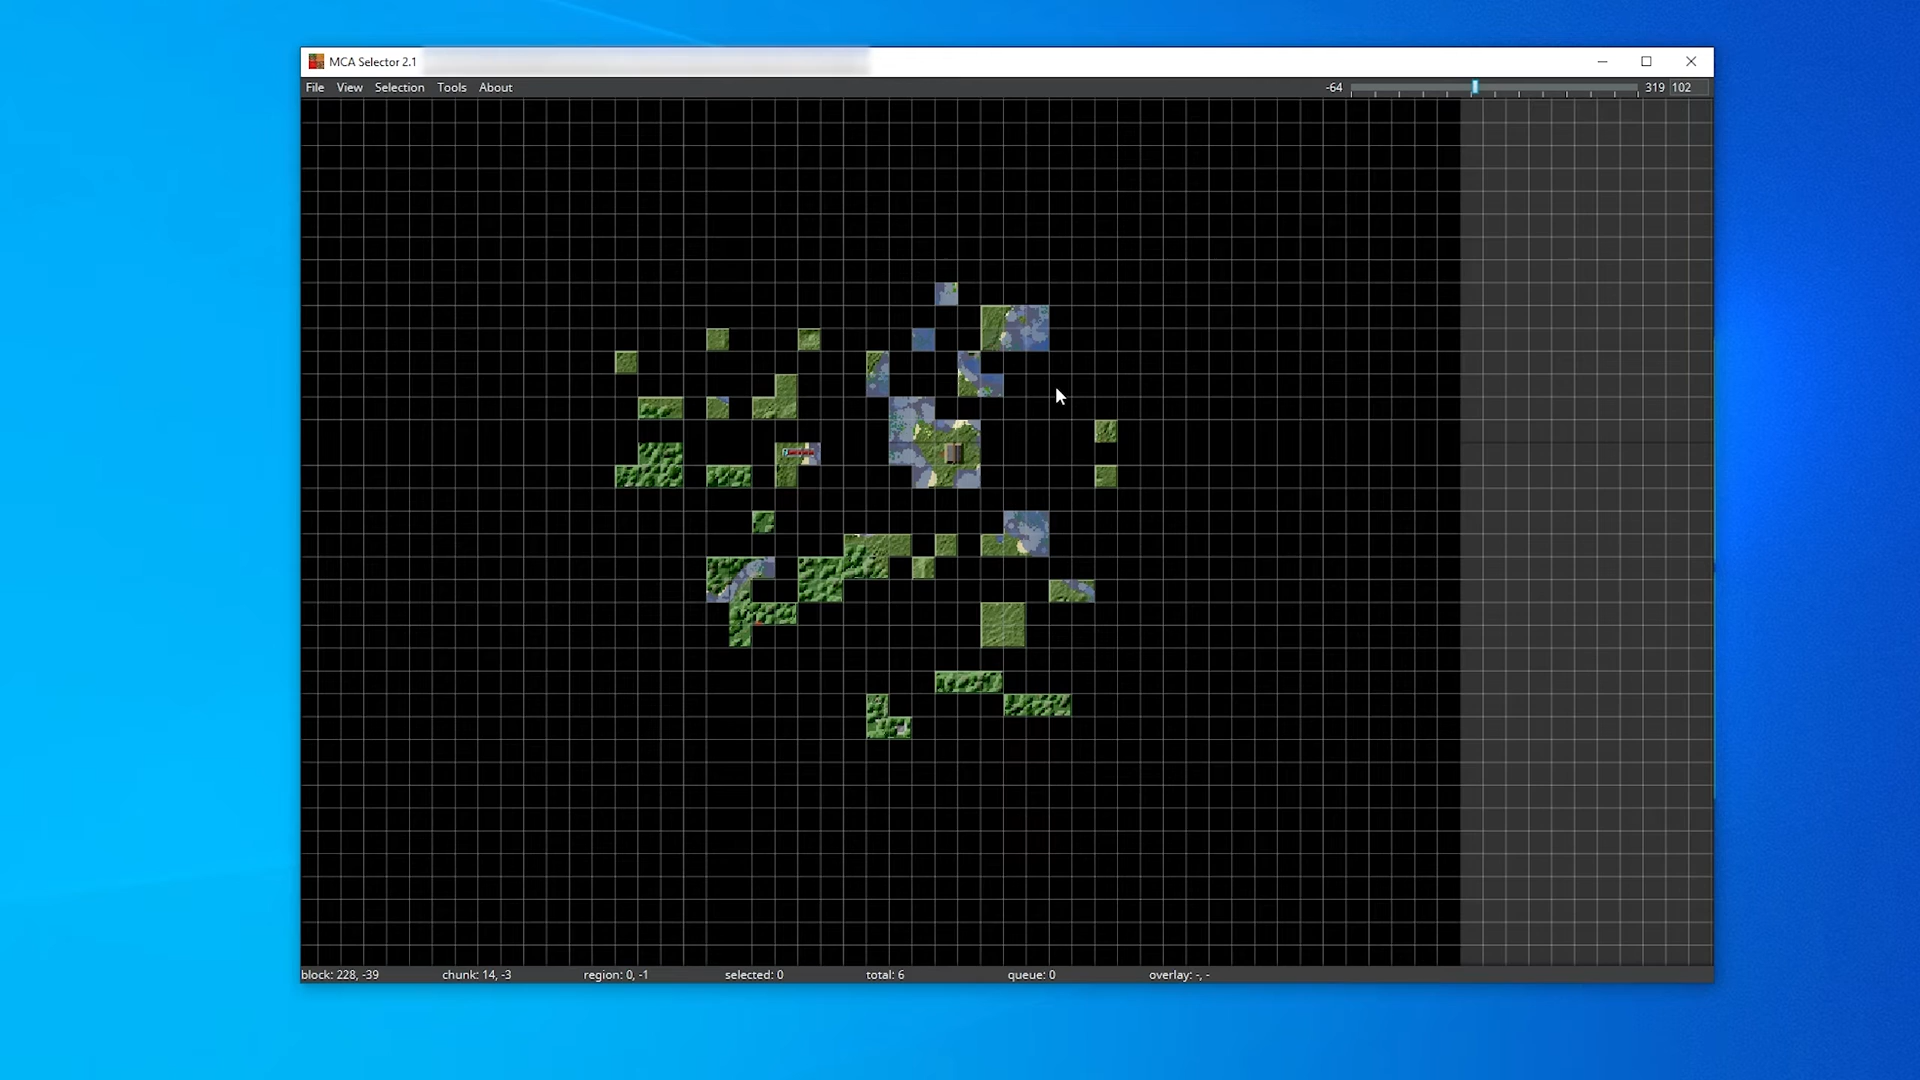 MCA Selector 2.1
File View Selection Tools About -64 319 102
block: 228, -39 chunk: 14, -3 region: 0, -1 selected: 0 total: 6 queue: 0 overlay: -, -